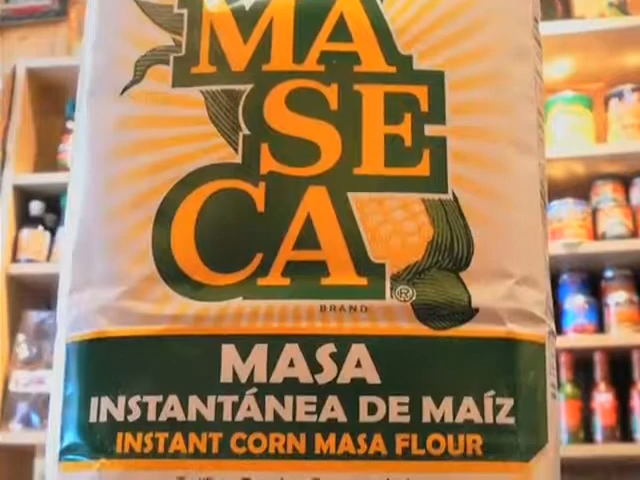 MA
SE
CA
®
BRAND
MASA
INSTANTÁNEA DE MAÍZ
INSTANT CORN MASA FLOUR